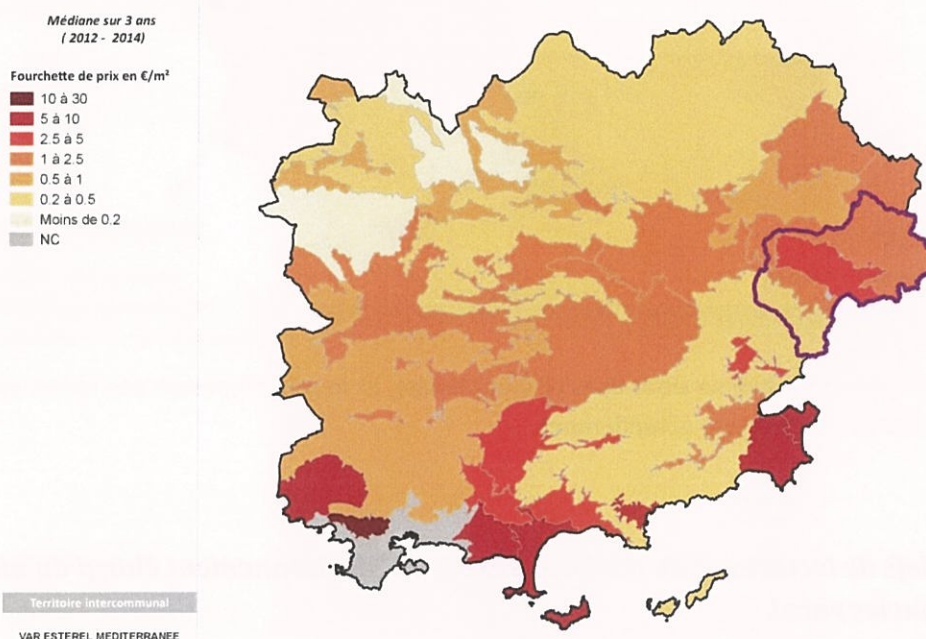 Médiane sur 3 ans
( 2012 - 2014)
Fourchette de prix en €/m²
10 à 30
5 à 10
2.5 à 5
1 à 2.5
0.5 à 1
0.2 à 0.5
Moins de 0.2
NC
Territoire intercommunal
VAR ESTEREL MEDITERRANEE